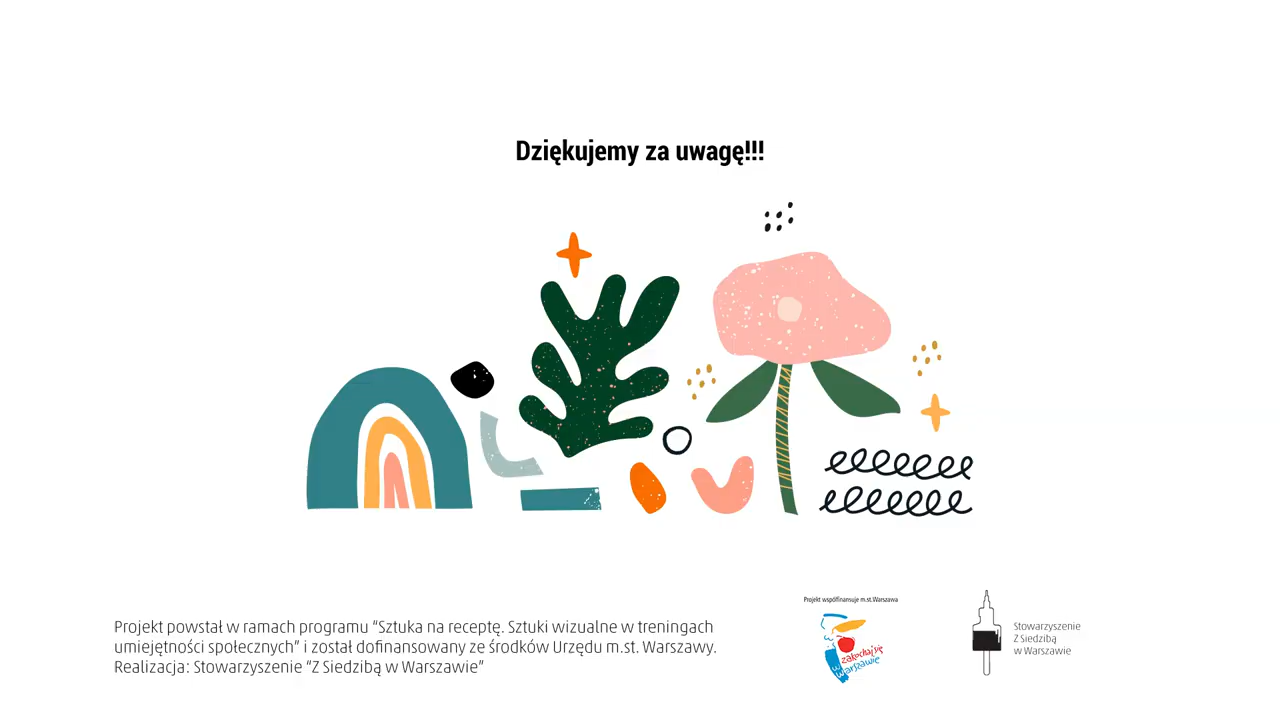 Dziękujemy za uwagę!!!
Projekt powstał w ramach programu “Sztuka na receptę. Sztuki wizualne w treningach
umiejętności społecznych” i został dofinansowany ze środków Urzędu m.st. Warszawy.
Realizacja: Stowarzyszenie “Z Siedzibą w Warszawie”
Projekt współfinansuje m.st.Warszawa
zakochaj się
w Warszawie
Stowarzyszenie
Z Siedzibą
w Warszawie